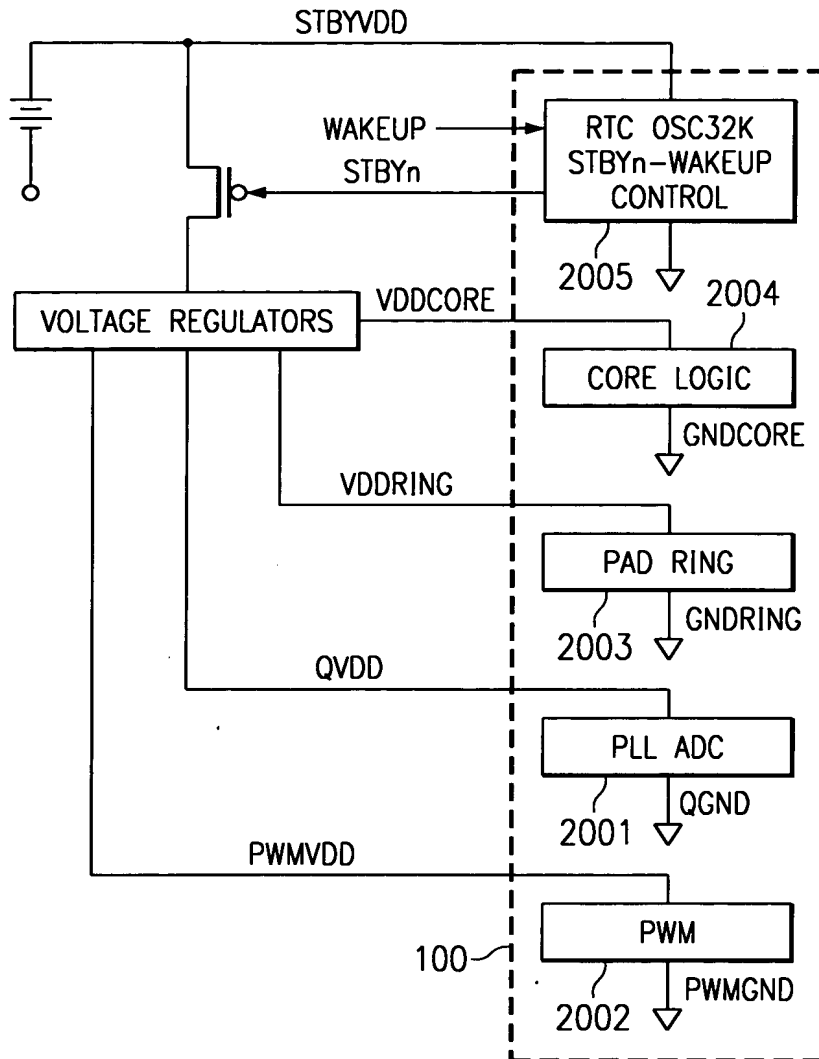 STBYVDD
WAKEUP
STBYn
RTC OSC32K
STBYn-WAKEUP
CONTROL
2005
VOLTAGE REGULATORS
VDDCORE
2004
CORE LOGIC
GNDCORE
VDDRING
PAD RING
2003
GNDRING
QVDD
PLL ADC
2001
QGND
PWMVDD
PWM
100
2002
PWMGND